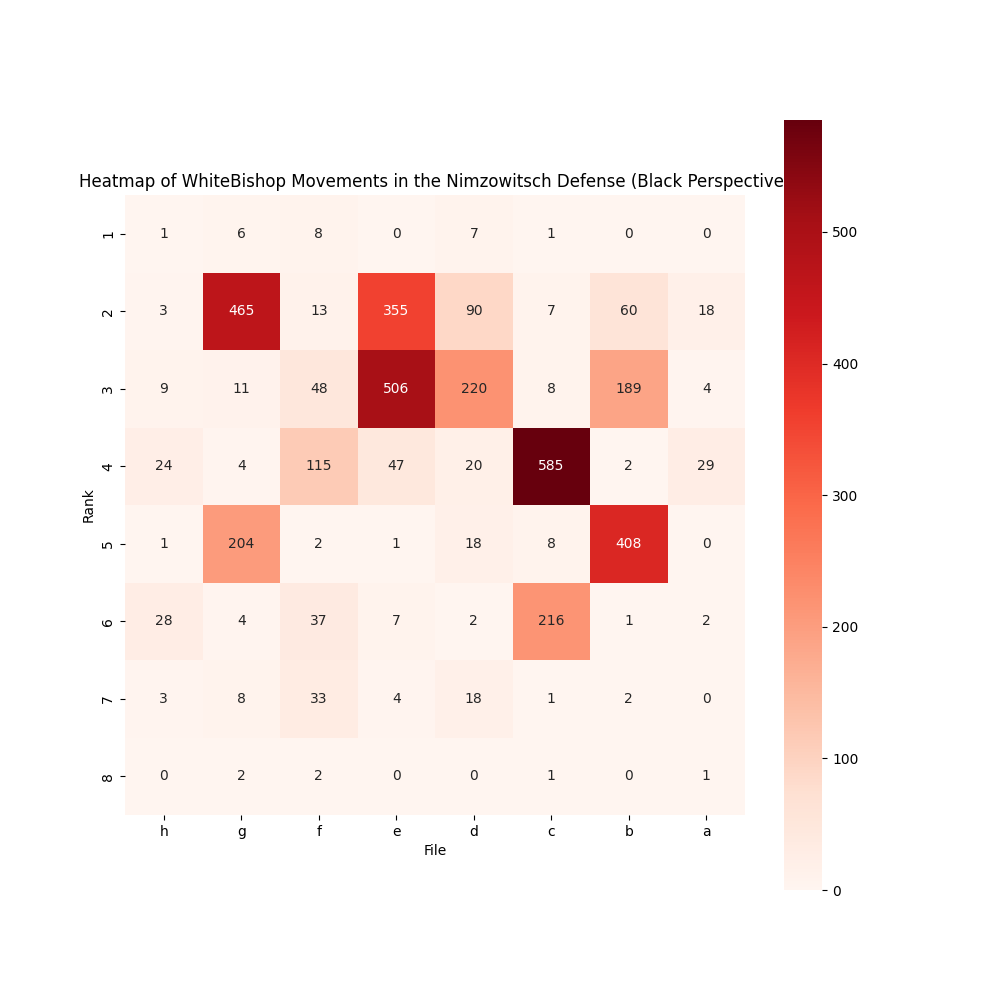 Heatmap of WhiteBishop Movements in the Nimzowitsch Defense (Black Perspective
1 1 6 8 0 7 1 0 0
2 3 465 13 355 90 7 60 18
3 9 11 48 506 220 8 189 4
4 24 4 115 47 20 585 2 29
5 1 204 2 1 18 8 408 0
6 28 4 37 7 2 216 1 2
7 3 8 33 4 18 1 2 0
8 0 2 2 0 0 1 0 1
h g f e d c b a
File
Rank
500
400
300
200
100
0